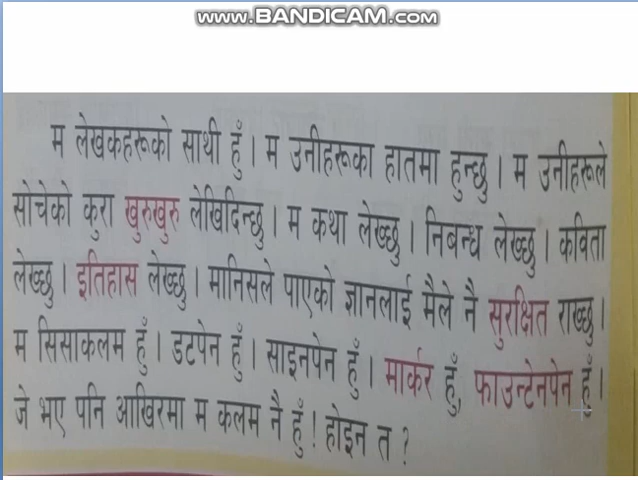 www.BANDICAM.com
म लेखकहरूको साथी हुँ । म उनीहरूका हातमा हुन्छु । म उनीहरूले
सोचेको कुरा खुरुखुरु लेखिदिन्छु । म कथा लेख्छु । निबन्ध लेख्छु । कविता
लेख्छु । इतिहास लेख्छु । मानिसले पाएको ज्ञानलाई मैले नै सुरक्षित राख्छु ।
म सिसाकलम हुँ । डटपेन हुँ । साइनपेन हुँ । मार्कर हुँ, फाउन्टेनपेन हुँ ।
जे भए पनि आखिरमा म कलम नै हुँ ! होइन त ?